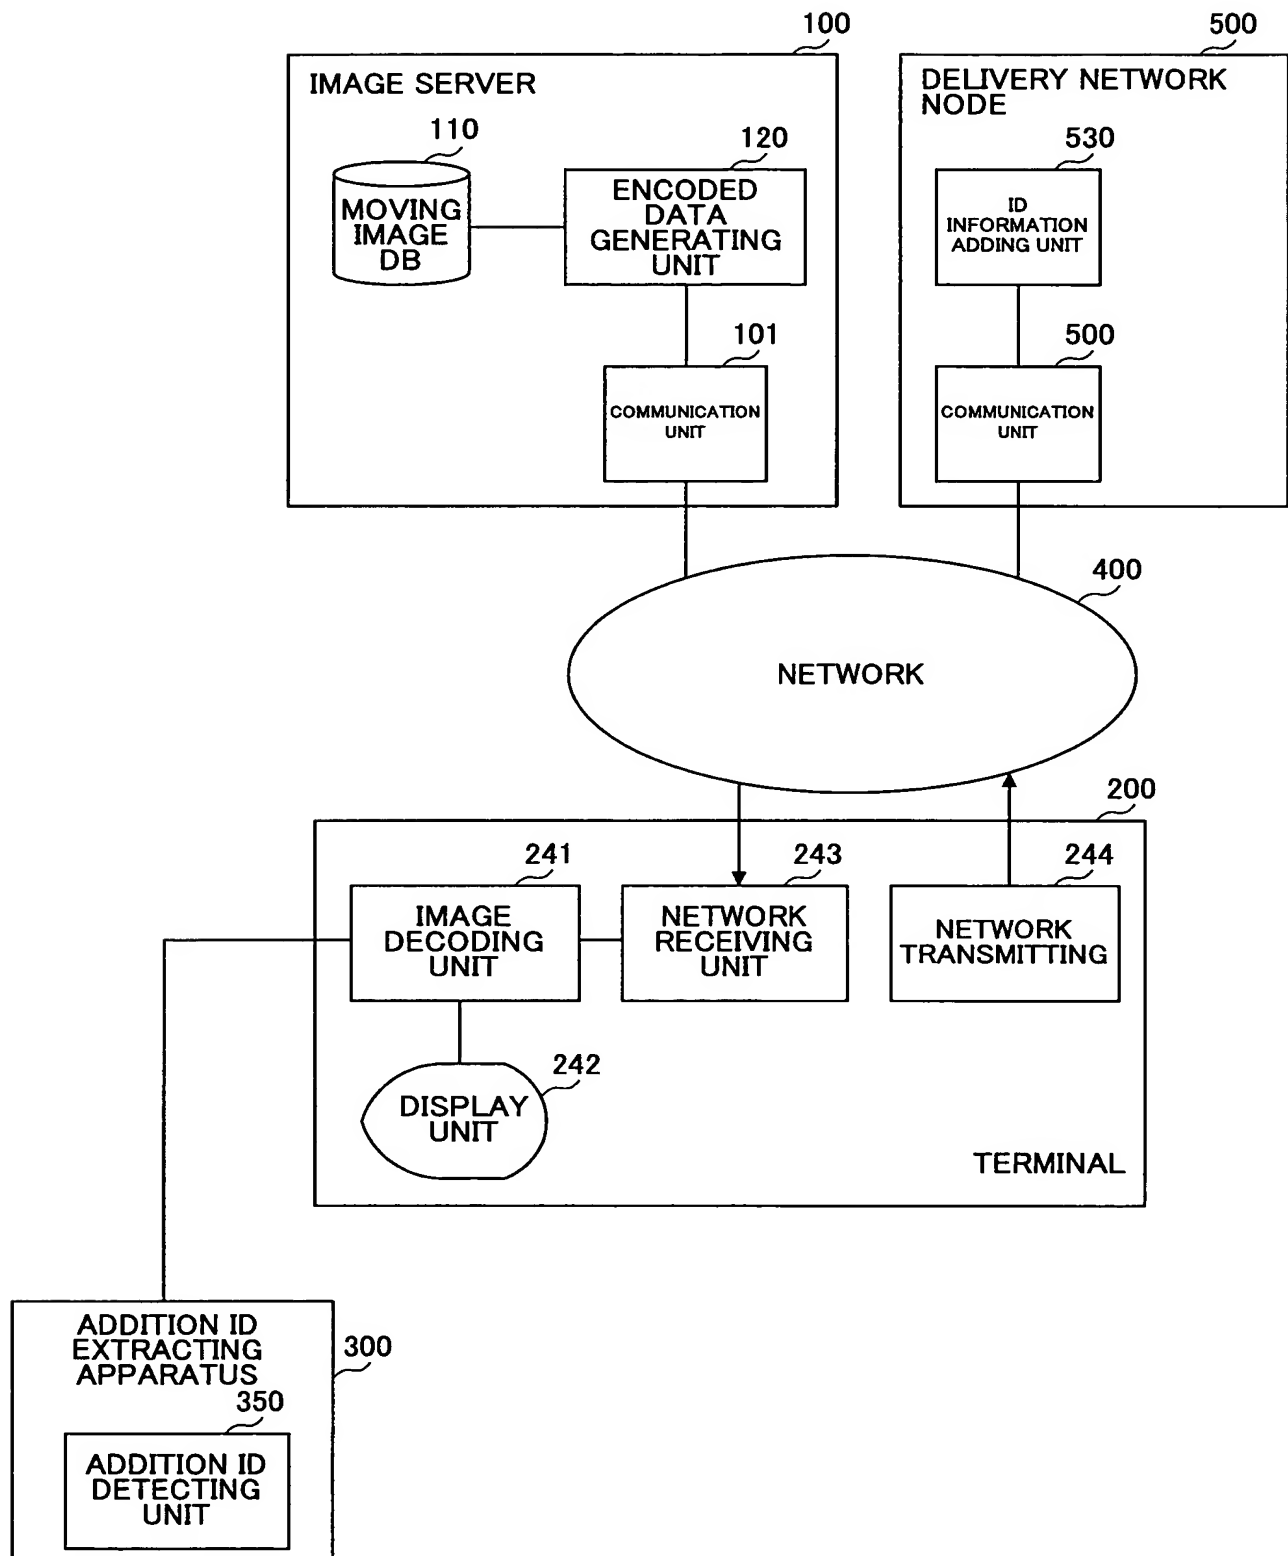 100
IMAGE SERVER
110
MOVING
IMAGE
DB
120
ENCODED
DATA
GENERATING
UNIT
101
COMMUNICATION
UNIT
500
DELIVERY NETWORK
NODE
530
ID
INFORMATION
ADDING UNIT
500
COMMUNICATION
UNIT
400
NETWORK
200
241
IMAGE
DECODING
UNIT
243
NETWORK
RECEIVING
UNIT
244
NETWORK
TRANSMITTING
242
DISPLAY
UNIT
TERMINAL
ADDITION ID
EXTRACTING
APPARATUS
300
350
ADDITION ID
DETECTING
UNIT